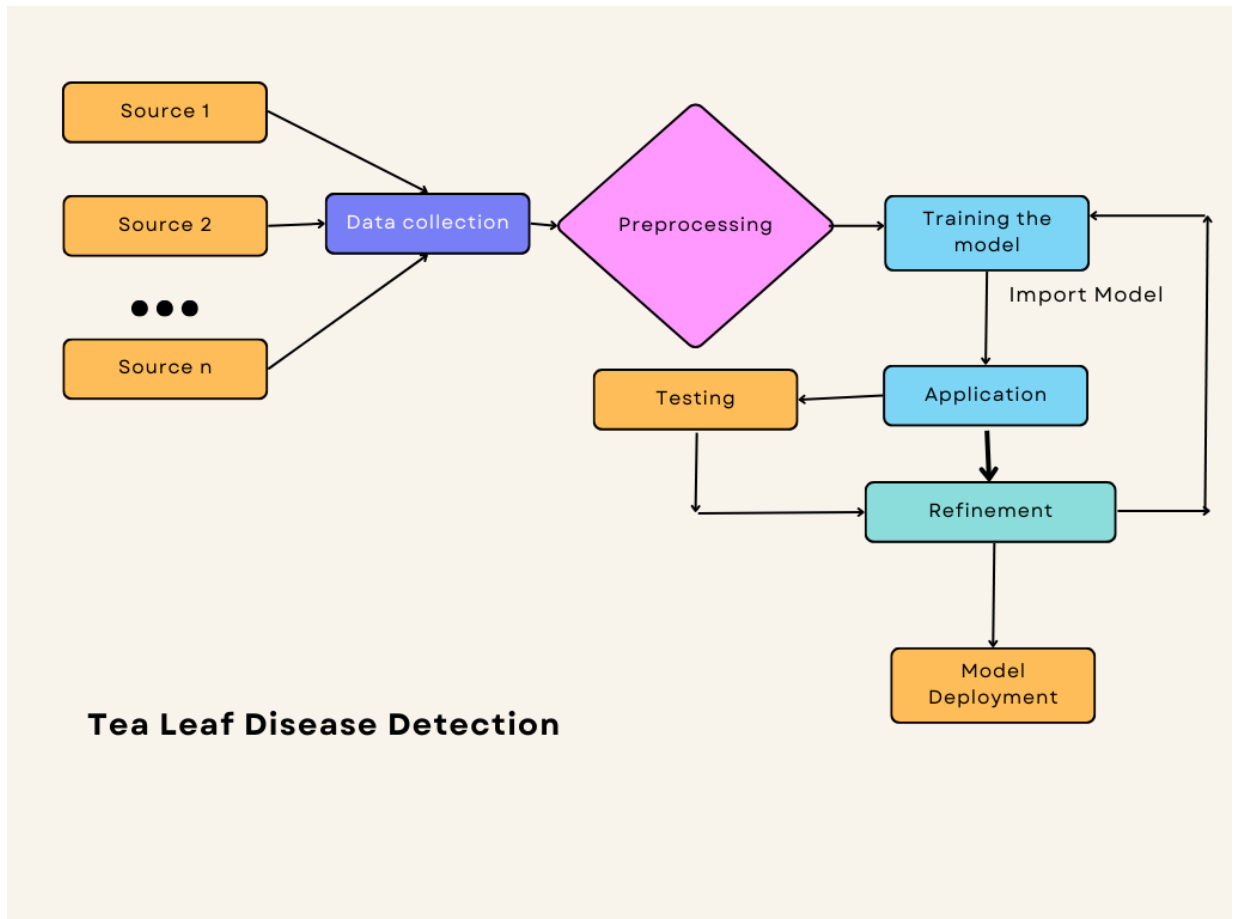 Source 1
Source 2
Source n
Data collection
Preprocessing
Training the
model
Import Model
Application
Testing
Refinement
Model
Deployment
Tea Leaf Disease Detection